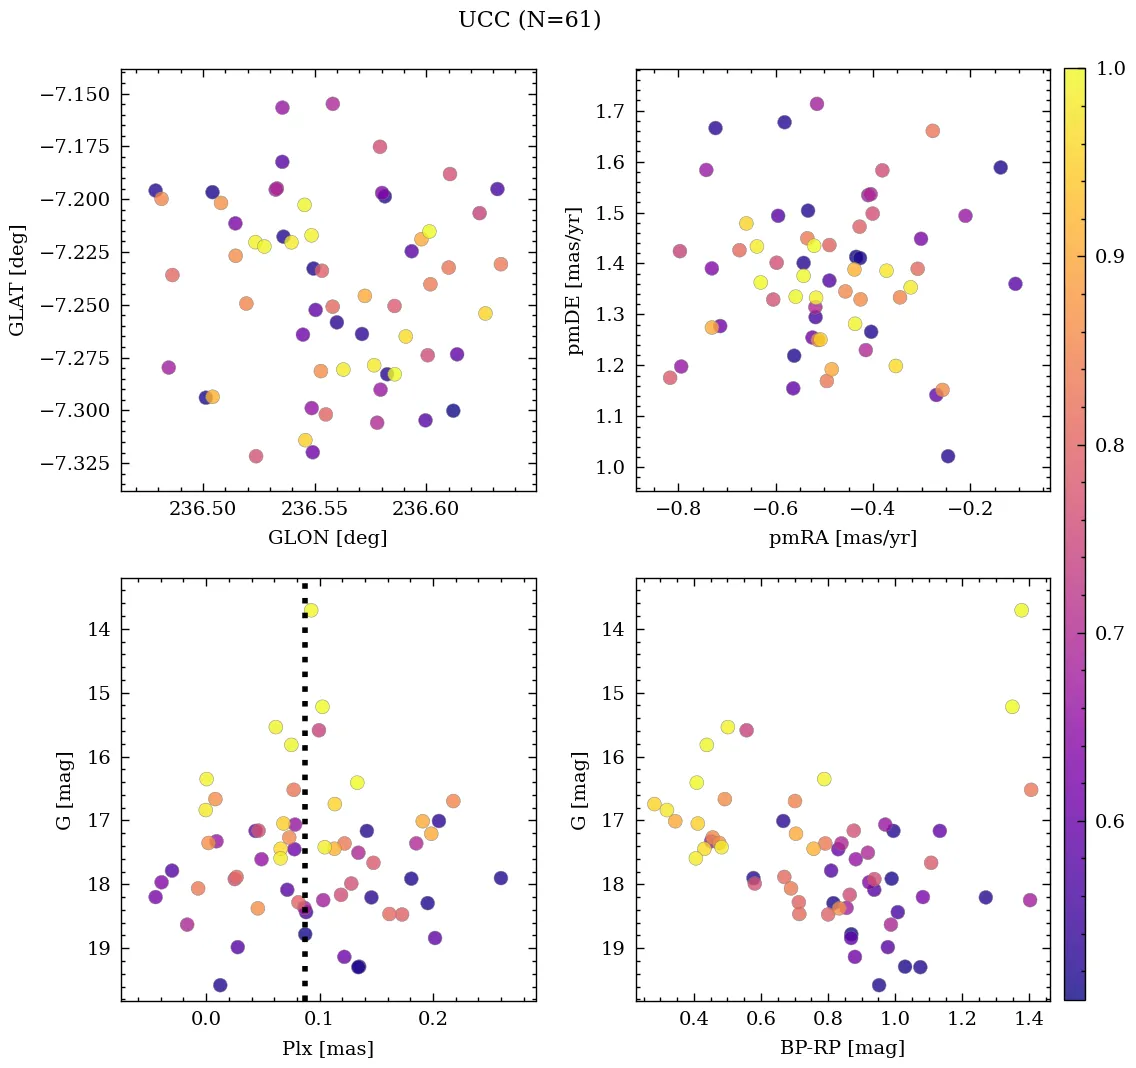 UCC (N=61)
−7.150
−7.175
−7.200
−7.225
−7.250
−7.275
−7.300
−7.325
GLAT [deg]
236.50 236.55 236.60
GLON [deg]
1.7
1.6
1.5
1.4
1.3
1.2
1.1
1.0
pmDE [mas/yr]
−0.8 −0.6 −0.4 −0.2
pmRA [mas/yr]
1.0
0.9
0.8
0.7
0.6
14
15
16
17
18
19
G [mag]
0.0 0.1 0.2
Plx [mas]
14
15
16
17
18
19
G [mag]
0.4 0.6 0.8 1.0 1.2 1.4
BP-RP [mag]